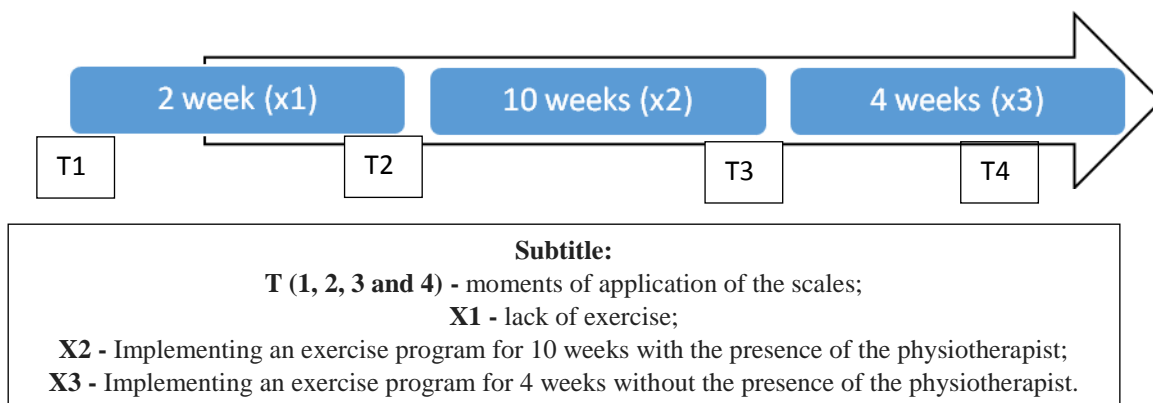 2 week (x1)
10 weeks (x2)
4 weeks (x3)
T1
T2
T3
T4
Subtitle:
T (1, 2, 3 and 4) - moments of application of the scales;
X1 - lack of exercise;
X2 - Implementing an exercise program for 10 weeks with the presence of the physiotherapist;
X3 - Implementing an exercise program for 4 weeks without the presence of the physiotherapist.